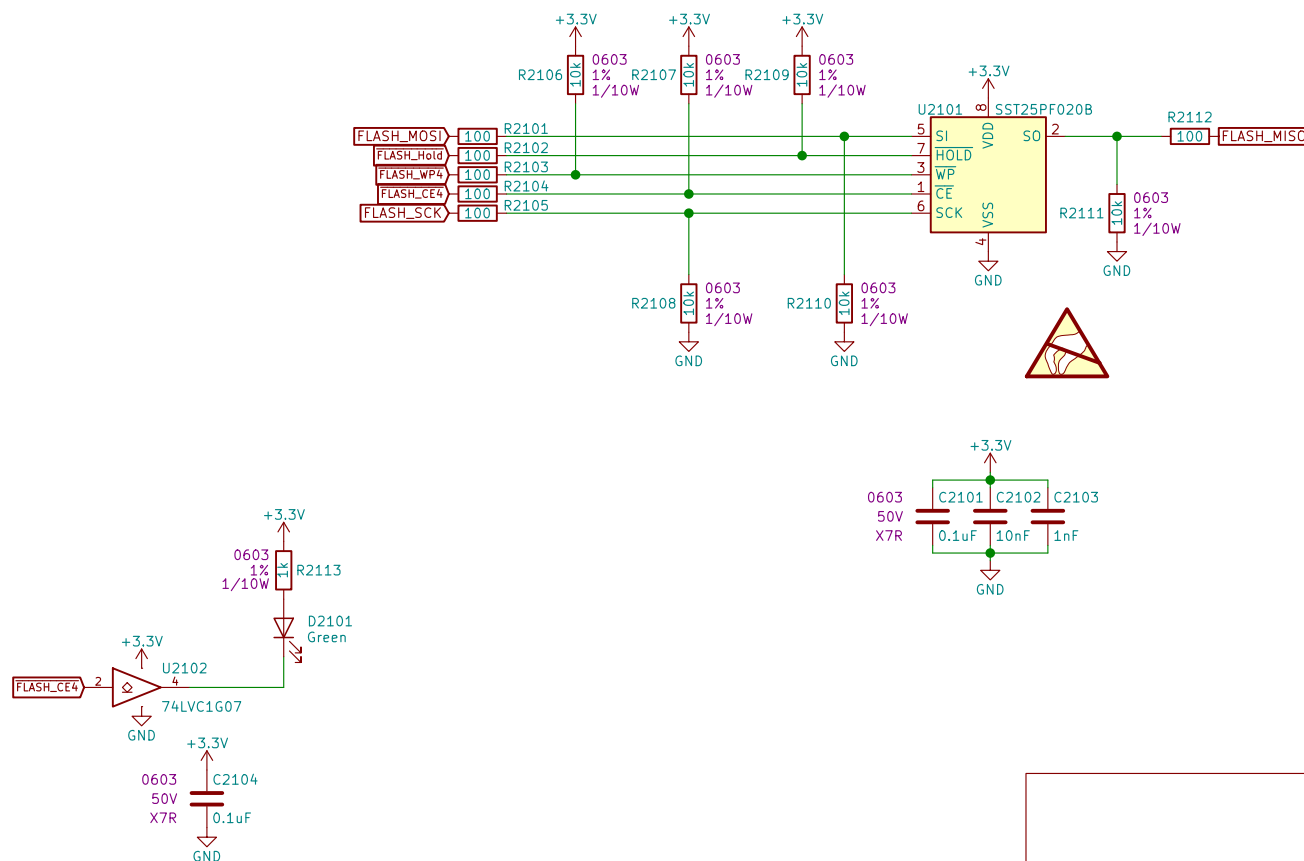 +3.3V
+3.3V
+3.3V
R2106
10k
0603
1%
1/10W
R2107
10k
0603
1%
1/10W
R2109
10k
0603
1%
1/10W
+3.3V
U2101
SST25PF020B
8
VDD
FLASH_MOSI
100
R2101
5
SI
FLASH_Hold
100
R2102
7
HOLD
FLASH_WP4
100
R2103
3
WP
FLASH_CE4
100
R2104
1
CE
FLASH_SCK
100
R2105
6
SCK
SO
2
VSS
4
GND
R2112
100
FLASH_MISO
R2111
10k
0603
1%
1/10W
GND
R2108
10k
0603
1%
1/10W
GND
R2110
10k
0603
1%
1/10W
GND
+3.3V
0603
50V
X7R
C2101
0.1uF
C2102
10nF
C2103
1nF
GND
+3.3V
0603
1%
1/10W
1k
R2113
D2101
Green
+3.3V
U2102
FLASH_CE4
2
4
74LVC1G07
GND
+3.3V
0603
50V
X7R
C2104
0.1uF
GND